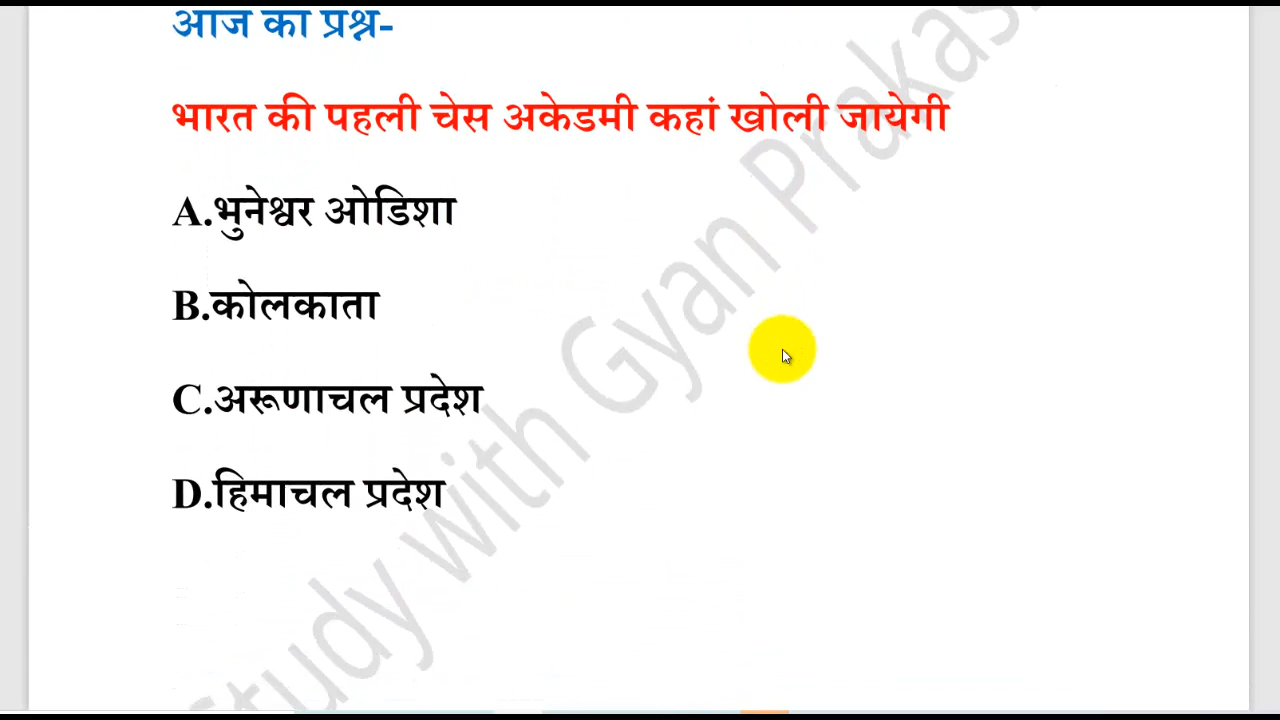 आज का प्रश्न-
भारत की पहली चेस अकेडमी कहां खोली जायेगी
A.भुनेश्वर ओडिशा
B.कोलकाता
C.अरूणाचल प्रदेश
D.हिमाचल प्रदेश
Study with Gyan Prakash